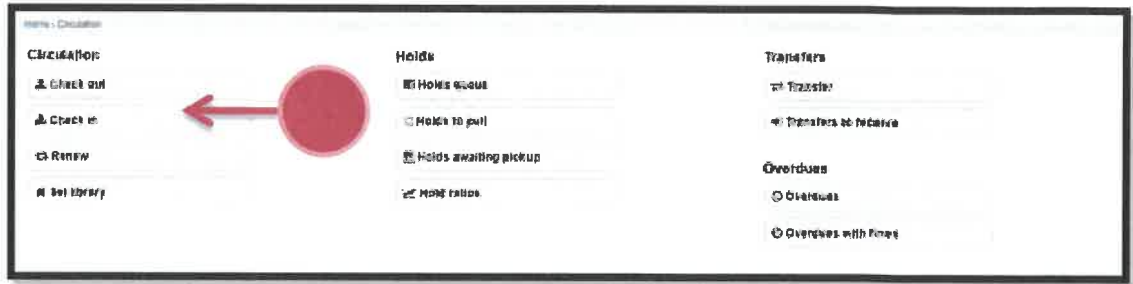 Home › Circulation
Circulation
Check out
Check in
Renew
Set library
Holds
Holds queue
Holds to pull
Holds awaiting pickup
Hold ratios
Transfers
Transfer
Transfers to receive
Overdues
Overdues
Overdues with fines